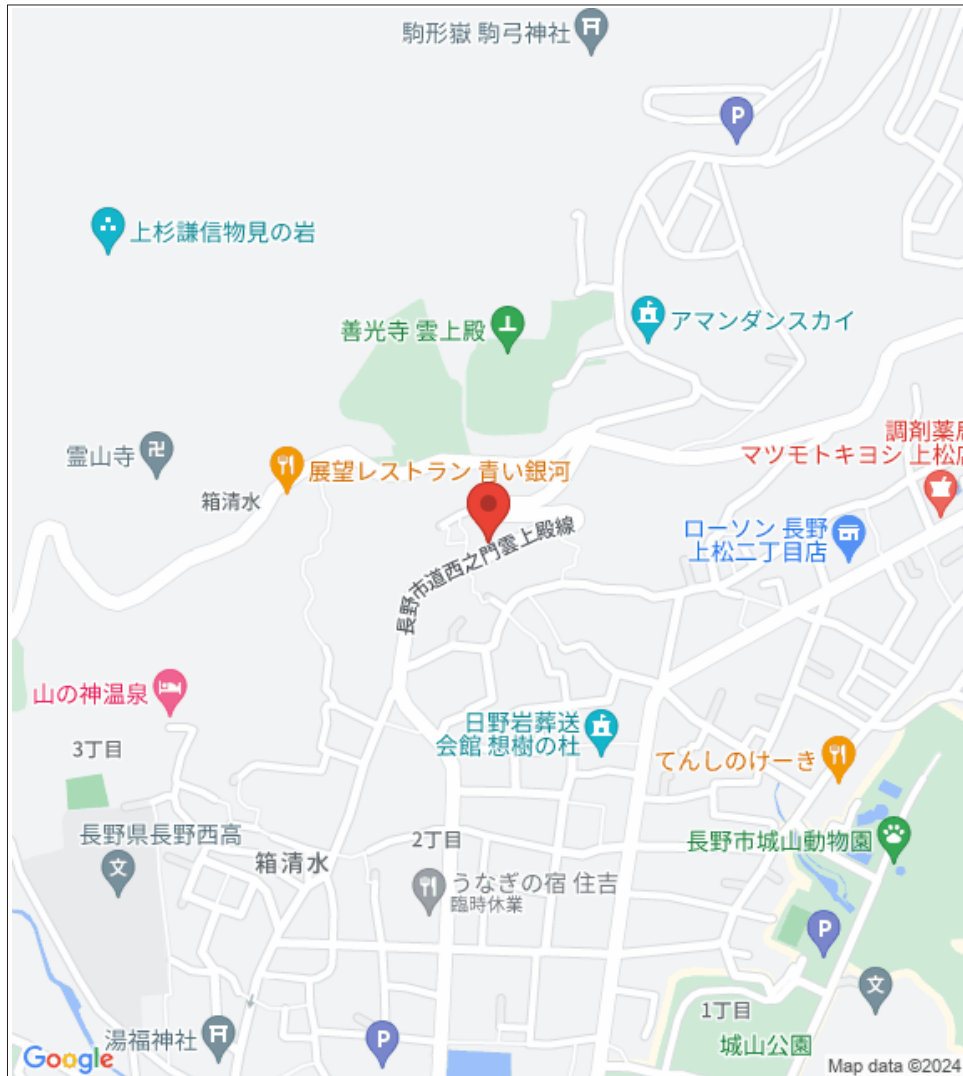 駒形嶽 駒弓神社
P
上杉謙信物見の岩
善光寺 雲上殿
アマンダンスカイ
調剤薬局
マツモトキヨシ 上松店
霊山寺
卍
展望レストラン 青い銀河
箱清水
ローソン 長野
上松二丁目店
長野市道西之門雲上殿線
山の神温泉
日野岩葬送
会館 想樹の杜
3丁目
てんしのけーき
長野県長野西高
文
2丁目
長野市城山動物園
箱清水
うなぎの宿 住吉
臨時休業
P
文
1丁目
湯福神社
P
城山公園
Google
Map data ©2024